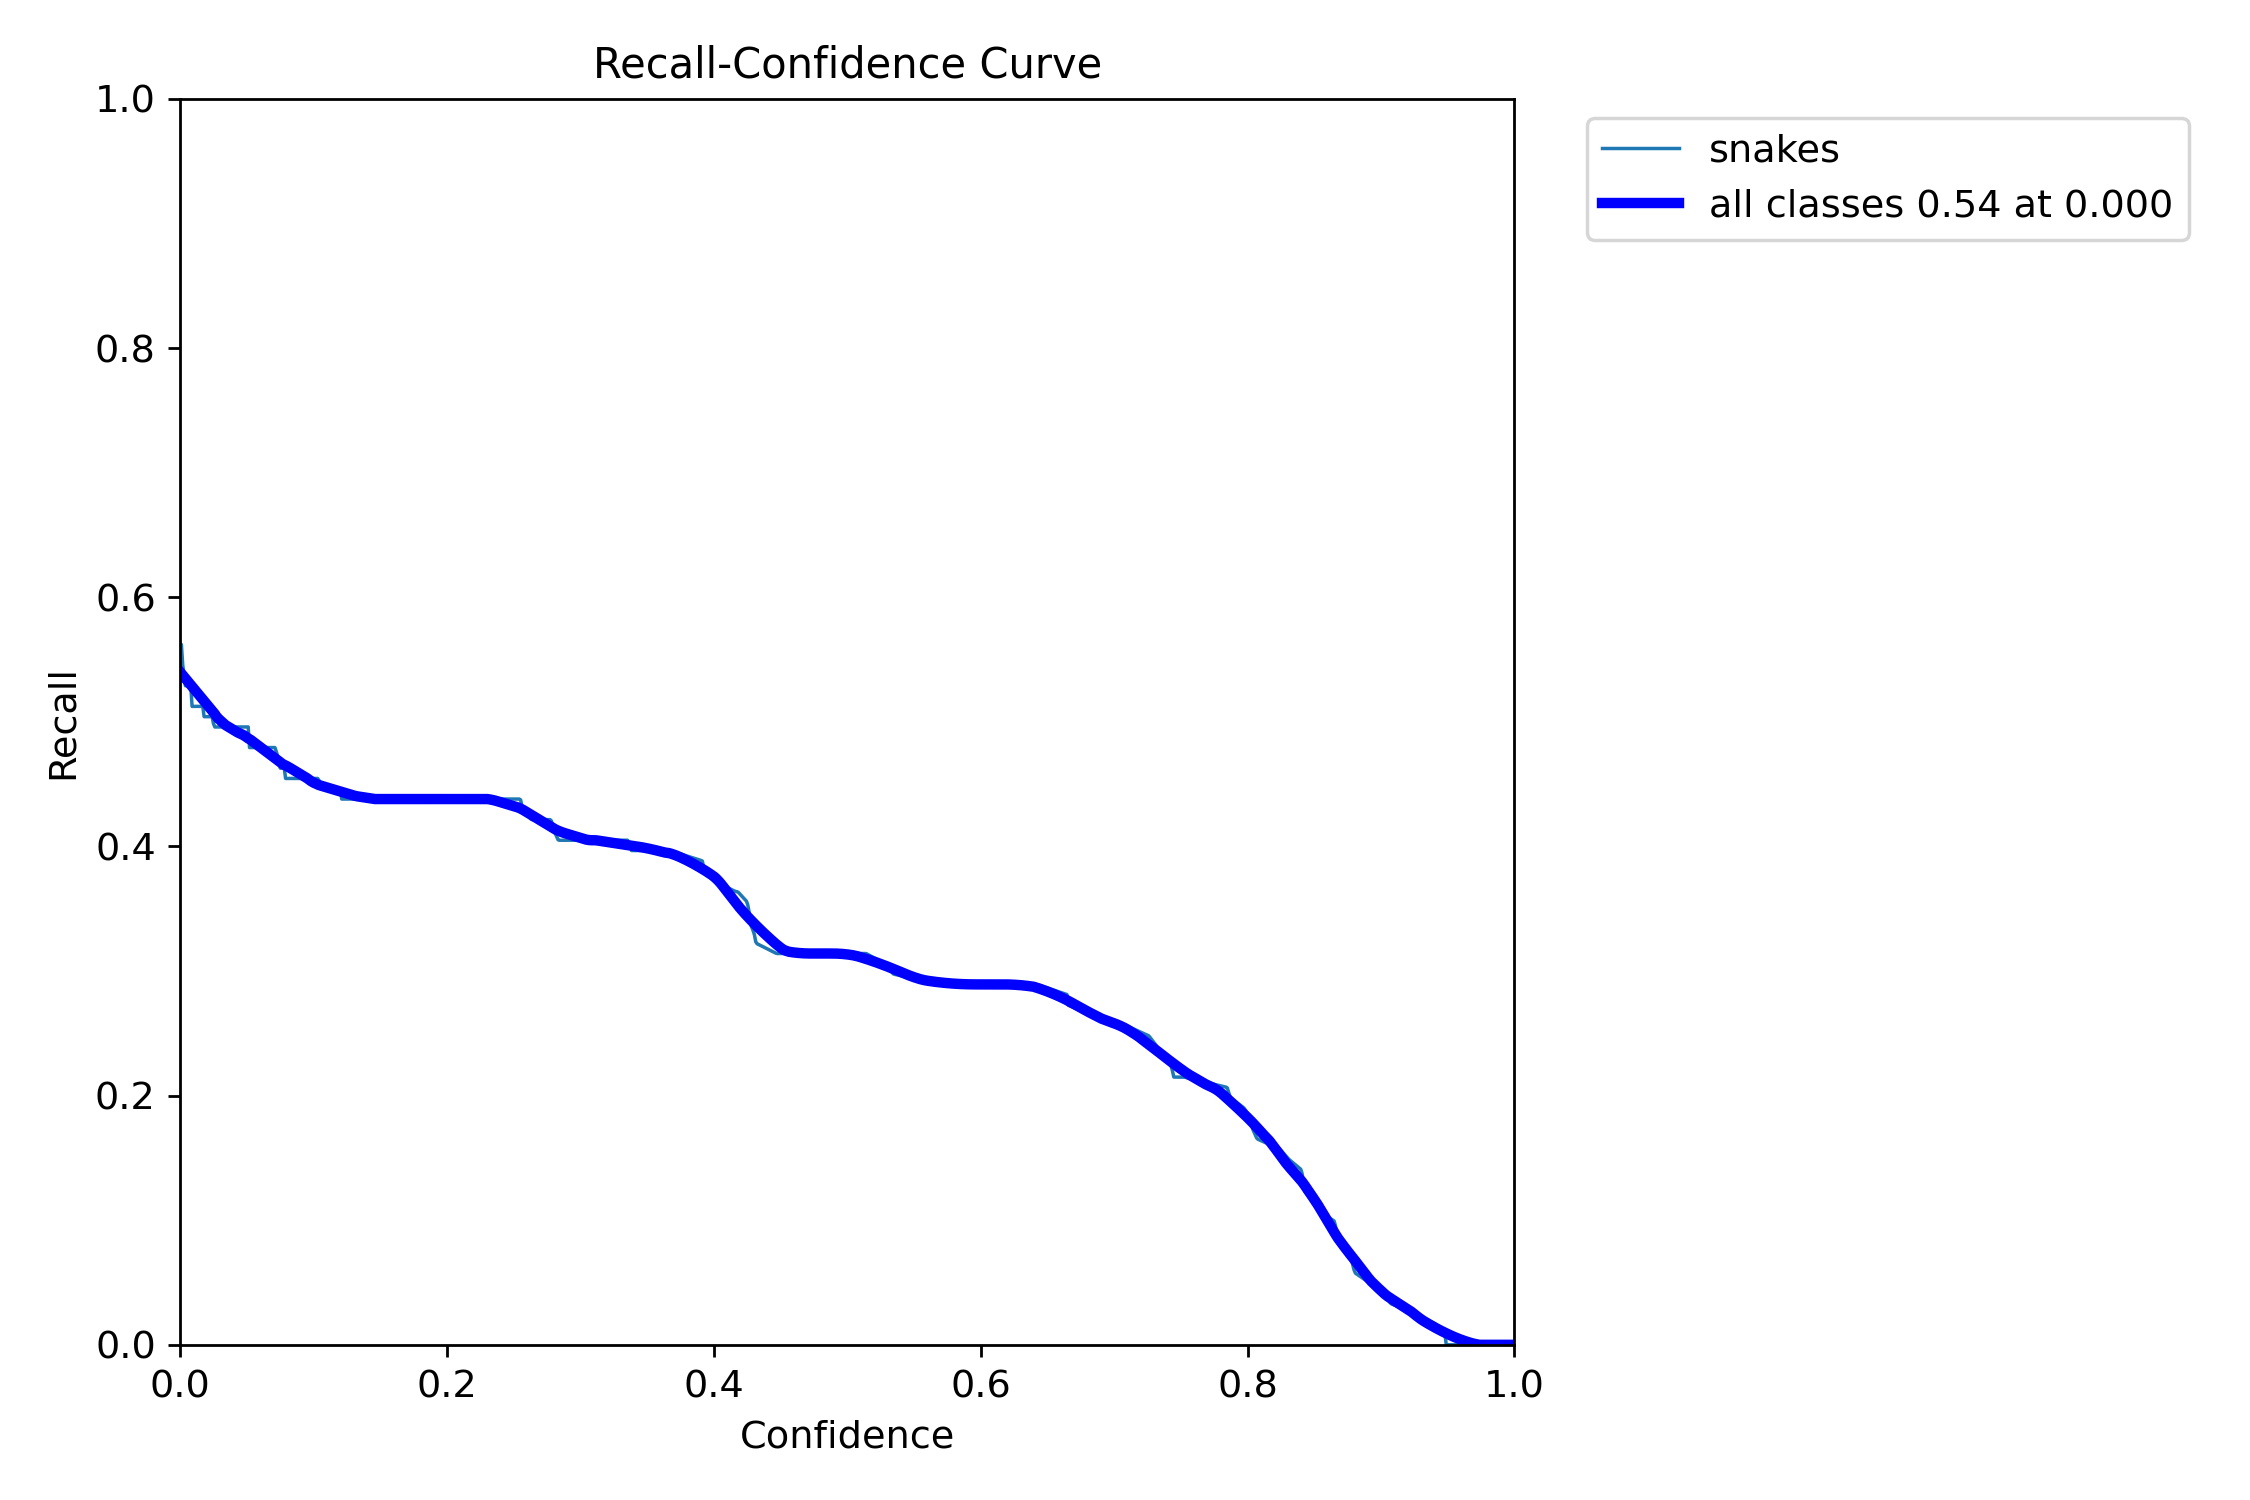 Recall-Confidence Curve
1.0
0.8
0.6
0.4
0.2
0.0
Recall
0.0 0.2 0.4 0.6 0.8 1.0
Confidence
snakes
all classes 0.54 at 0.000